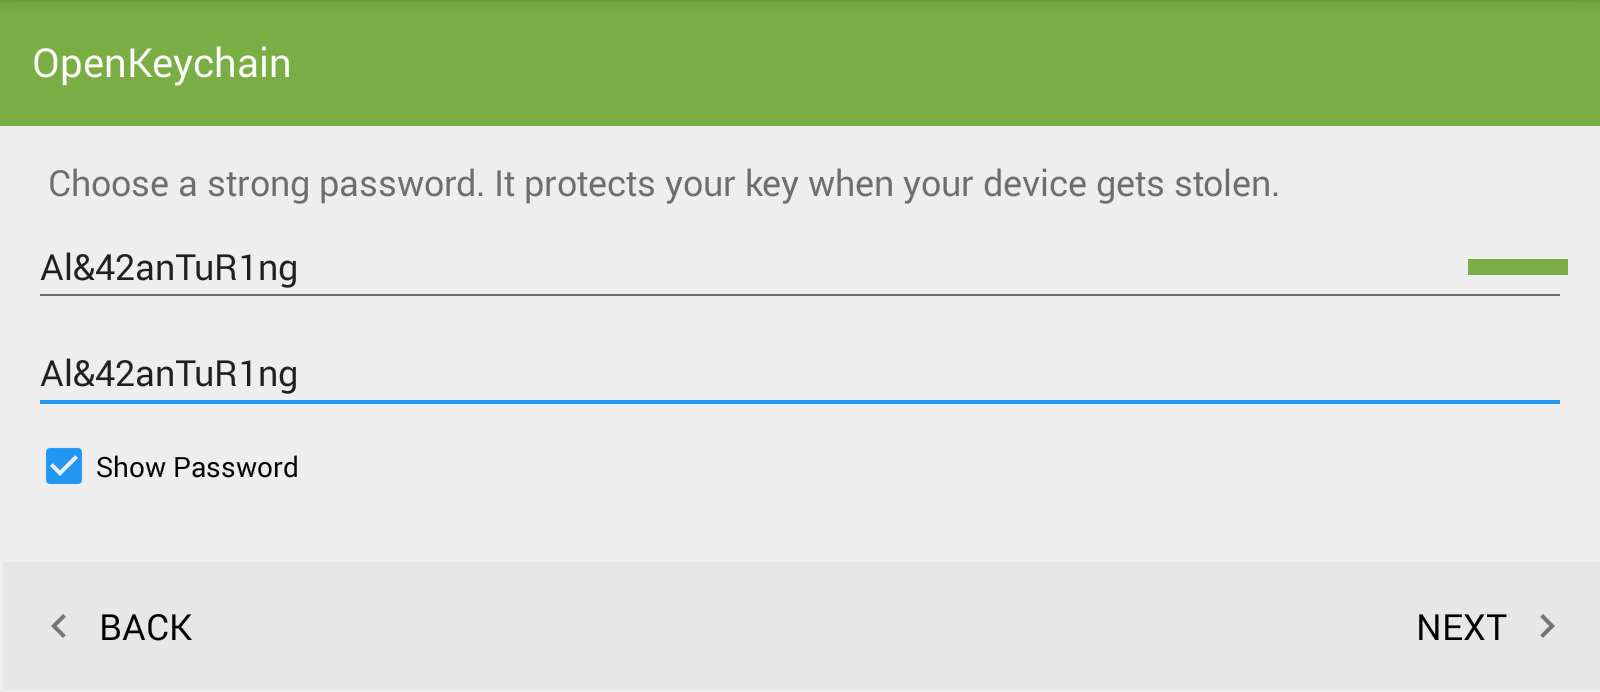 OpenKeychain
Choose a strong password. It protects your key when your device gets stolen.
Al&42anTuR1ng
Al&42anTuR1ng
Show Password
BACK
NEXT